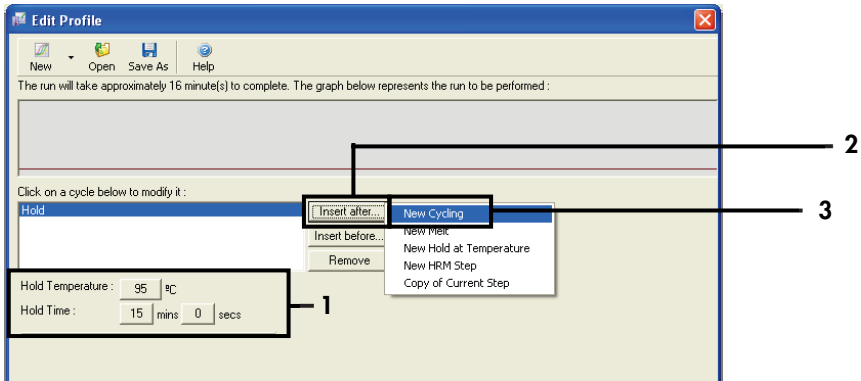 Edit Profile
New Open Save As Help
The run will take approximately 16 minute(s) to complete. The graph below represents the run to be performed :
2
Click on a cycle below to modify it :
Hold
Insert after...
New Cycling
3
Insert before...
New Melt
New Hold at Temperature
Remove
New HRM Step
Copy of Current Step
Hold Temperature : 95 ºC
1
Hold Time : 15 mins 0 secs